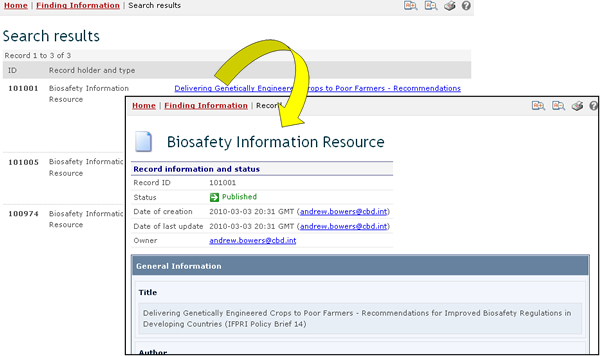 Home | Finding Information | Search results
Search results
Record 1 to 3 of 3
ID Record holder and type
101001 Biosafety Information Resource Delivering Genetically Engineered Crops to Poor Farmers - Recommendations
101005 Biosafety Informatic
Resource
100974 Biosafety Informatic
Resource
Home | Finding Information | Record
Biosafety Information Resource
Record information and status
Record ID 101001
Status Published
Date of creation 2010-03-03 20:31 GMT (andrew.bowers@cbd.int)
Date of last update 2010-03-03 20:31 GMT (andrew.bowers@cbd.int)
Owner andrew.bowers@cbd.int
General Information
Title
Delivering Genetically Engineered Crops to Poor Farmers - Recommendations for Improved Biosafety Regulations in
Developing Countries (IFPRI Policy Brief 14)
Author